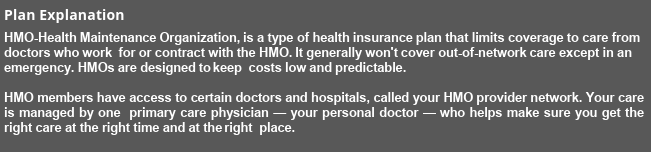 Plan Explanation
HMO-Health Maintenance Organization, is a type of health insurance plan that limits coverage to care from
doctors who work for or contract with the HMO. It generally won't cover out-of-network care except in an
emergency. HMOs are designed to keep costs low and predictable.
HMO members have access to certain doctors and hospitals, called your HMO provider network. Your care
is managed by one primary care physician — your personal doctor — who helps make sure you get the
right care at the right time and at the right place.